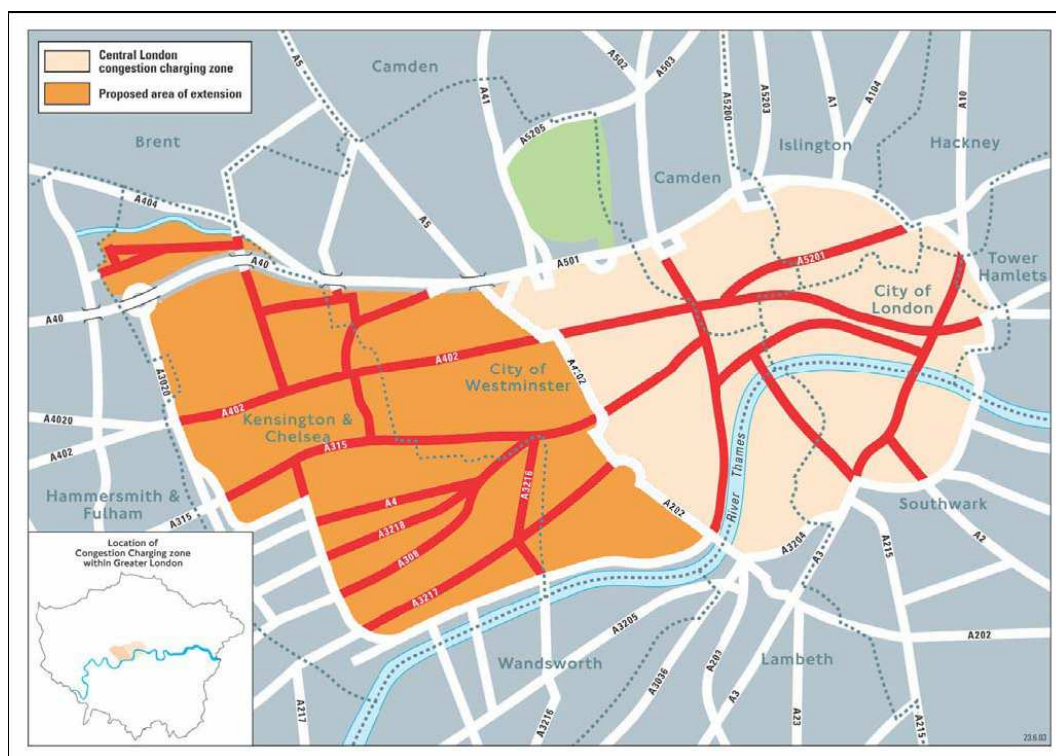 Central London
congestion charging zone
Proposed area of extension
Camden
A5
A41
A502
A503
A5200
A5203
A1
A104
A10
Brent
A5205
Islington
Hackney
Camden
A404
A5
A501
A40
A5201
Tower
Hamlets
City of
London
A40
A402
City of
Westminster
A4202
A3020
A402
Kensington
& Chelsea
A4020
A402
A315
River Thames
Hammersmith &
Fulham
A315
A4
A3216
A3218
A308
A3217
A202
A3204
A3
A215
Southwark
A2
Location of
Congestion Charging zone
within Greater London
A3205
Wandsworth
A3036
A203
Lambeth
A202
A217
A3216
A3
A23
A215
23.6.03